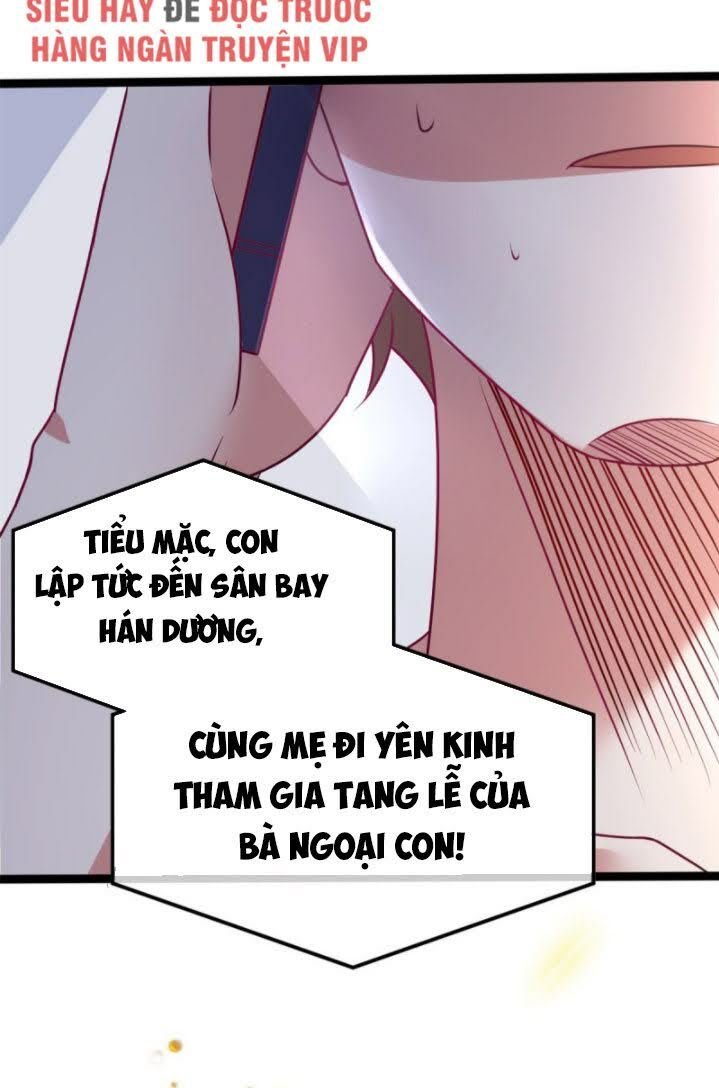 SIÊU HAY ĐỂ ĐỌC TRƯỚC
HÀNG NGÀN TRUYỆN VIP
TIỂU MẶC, CON
LẬP TỨC ĐẾN SÂN BAY
HÁN DƯƠNG,
CÙNG MẸ ĐI YÊN KINH
THAM GIA TANG LỄ CỦA
BÀ NGOẠI CON!